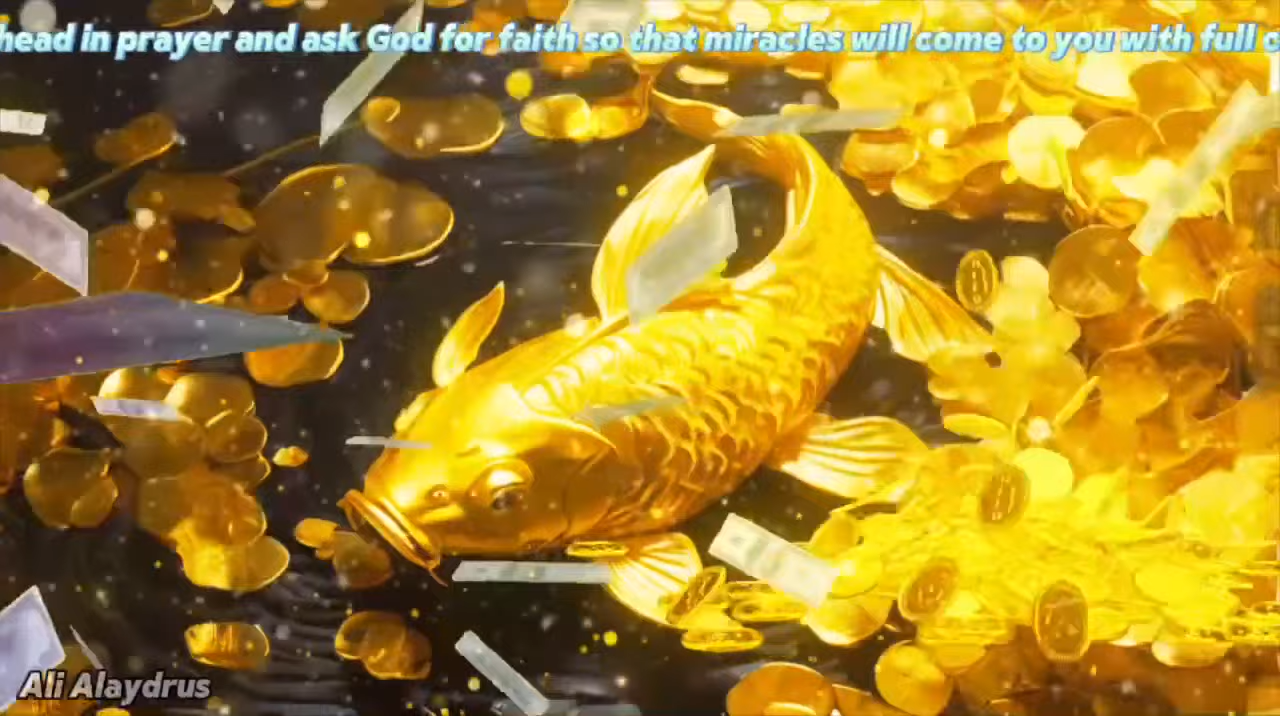 head in prayer and ask God for faith so that miracles will come to you with full
Ali Alaydrus